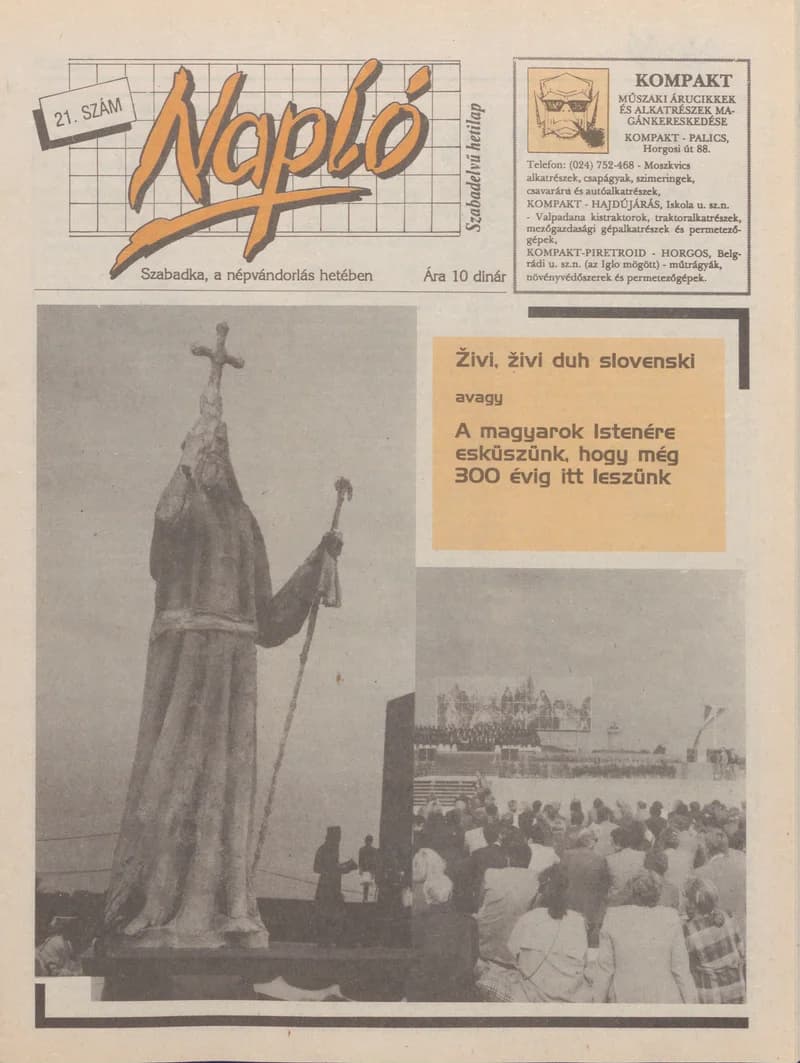 21. SZÁM
Napló
Szabadelvű hetilap
Szabadka, a népvándorlás hetében
Ára 10 dinár
KOMPAKT
MŰSZAKI ÁRUCIKKEK
ÉS ALKATRÉSZEK MA-
GÁNKERESKEDÉSE
KOMPAKT - PALICS,
Horgosi út 88.
Telefon: (024) 752-468 - Moszkvics
alkatrészek, csapágyak, szimeringek,
csavaráru és autóalkatrészek,
KOMPAKT - HAJDÚJÁRÁS, Iskola u. sz.n.
- Valpadana kistraktorok, traktoralkatrészek,
mezőgazdasági gépalkatrészek és permetező-
gépek,
KOMPAKT-PIRETROID - HORGOS, Belg-
rádi u. sz.n. (az Iglo mögött) - műtrágyák,
növényvédőszerek és permetezőgépek.
Živi, živi duh slovenski
avagy
A magyarok Istenére
esküszünk, hogy még
300 évig itt leszünk